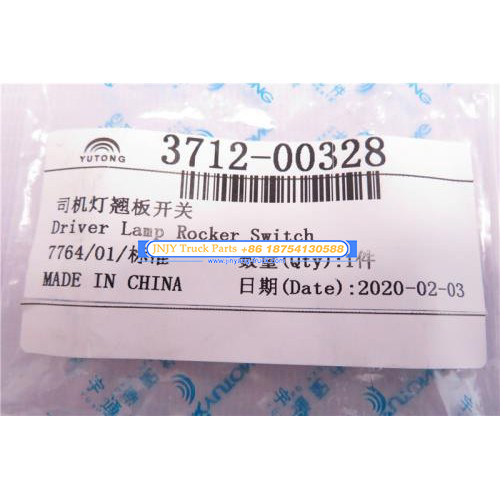 YUTONG
3712-00328
司机灯翘板开关
Driver Lamp Rocker Switch
JNJY Truck Parts +86 18754130588
7764/01/标准 数量(Qty):1件
MADE IN CHINA 日期(Date):2020-02-03
YUTONG